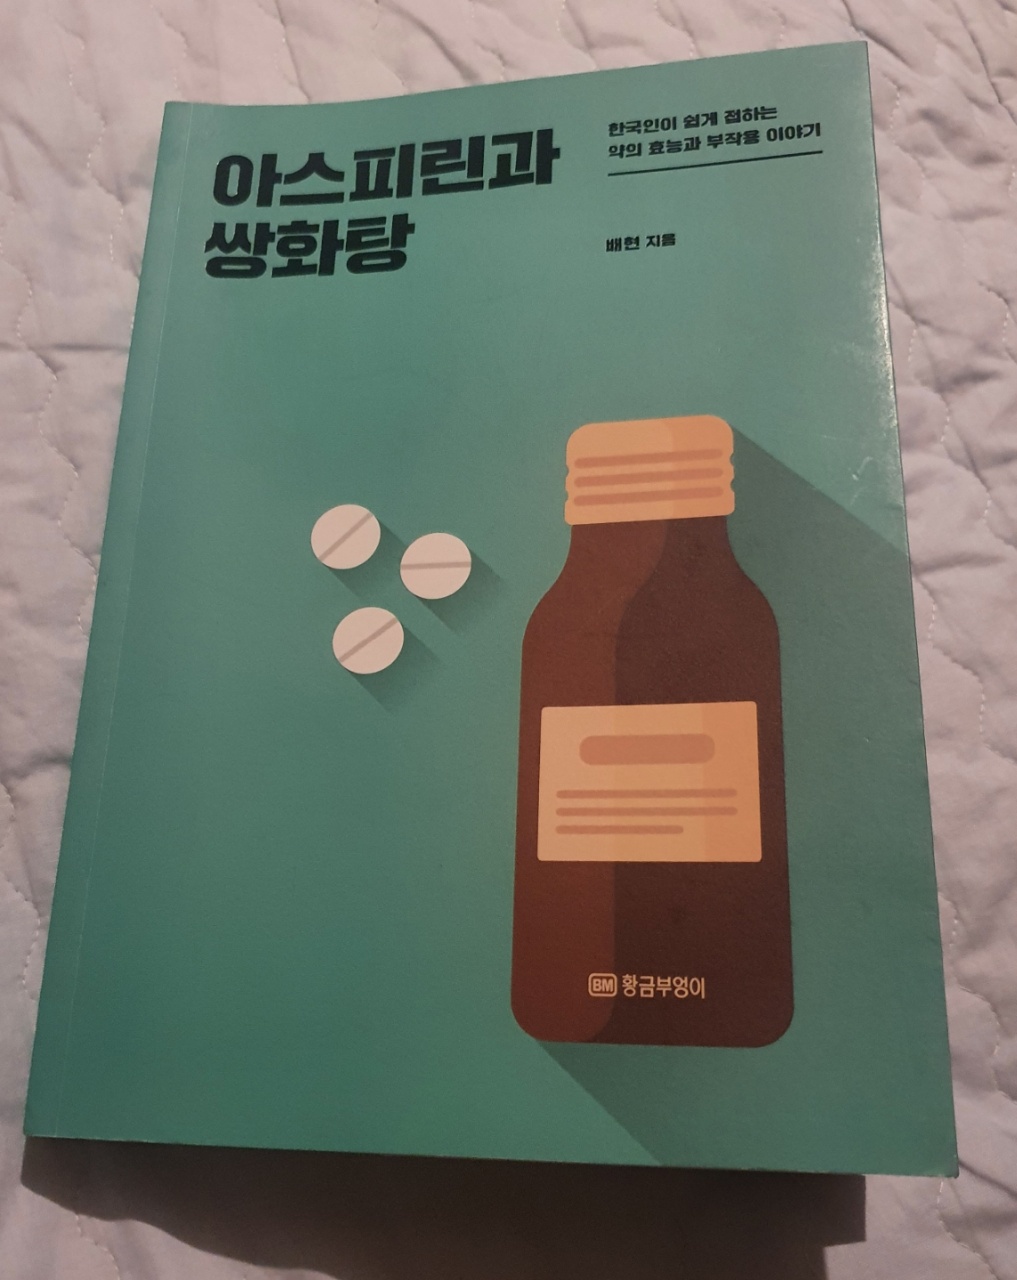 아스피린과
쌍화탕
한국인이 쉽게 접하는
약의 효능과 부작용 이야기
배현 지음
BM 황금부엉이